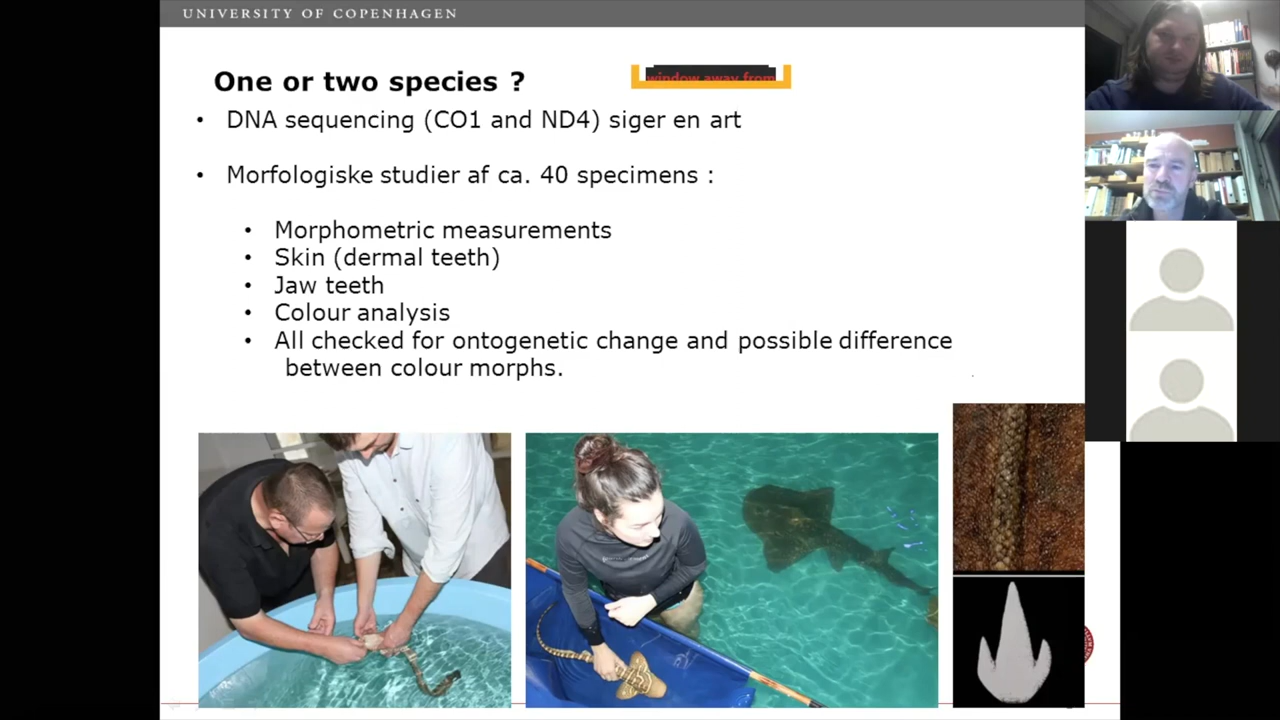 UNIVERSITY OF COPENHAGEN
One or two species ?
window away from
• DNA sequencing (CO1 and ND4) siger en art
• Morfologiske studier af ca. 40 specimens :
• Morphometric measurements
• Skin (dermal teeth)
• Jaw teeth
• Colour analysis
• All checked for ontogenetic change and possible difference
between colour morphs.